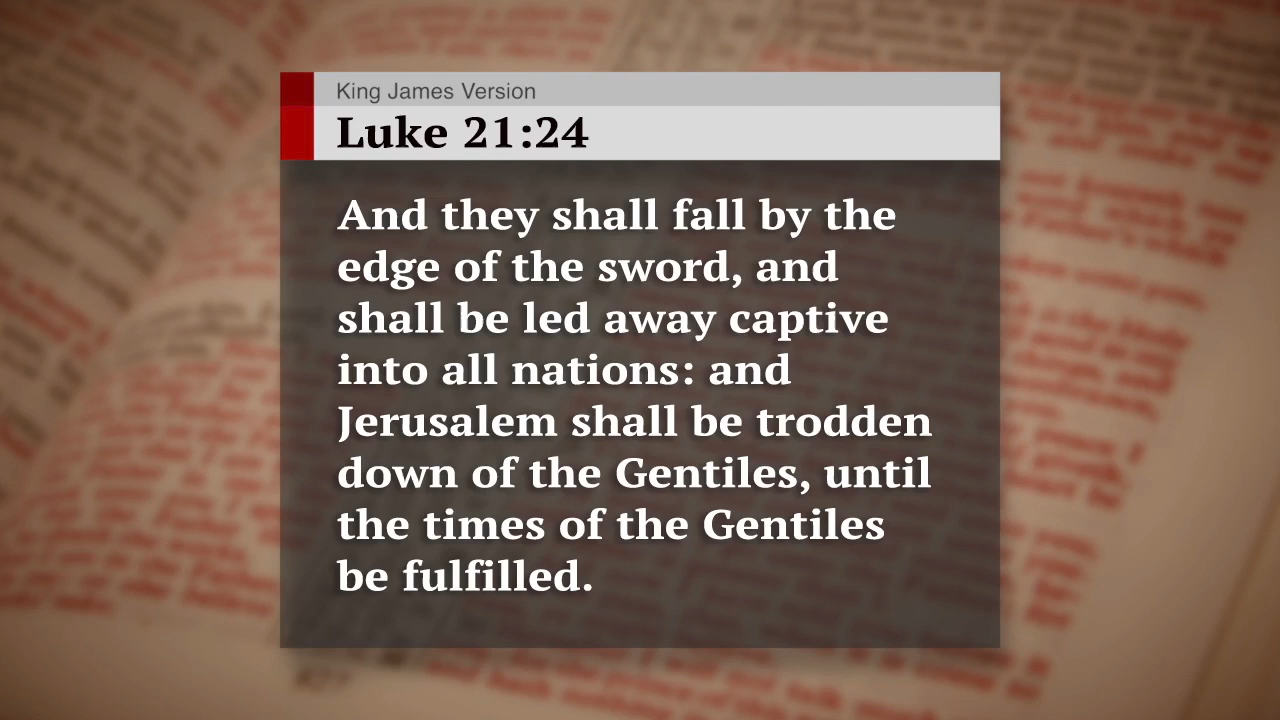 King James Version
Luke 21:24
And they shall fall by the
edge of the sword, and
shall be led away captive
into all nations: and
Jerusalem shall be trodden
down of the Gentiles, until
the times of the Gentiles
be fulfilled.